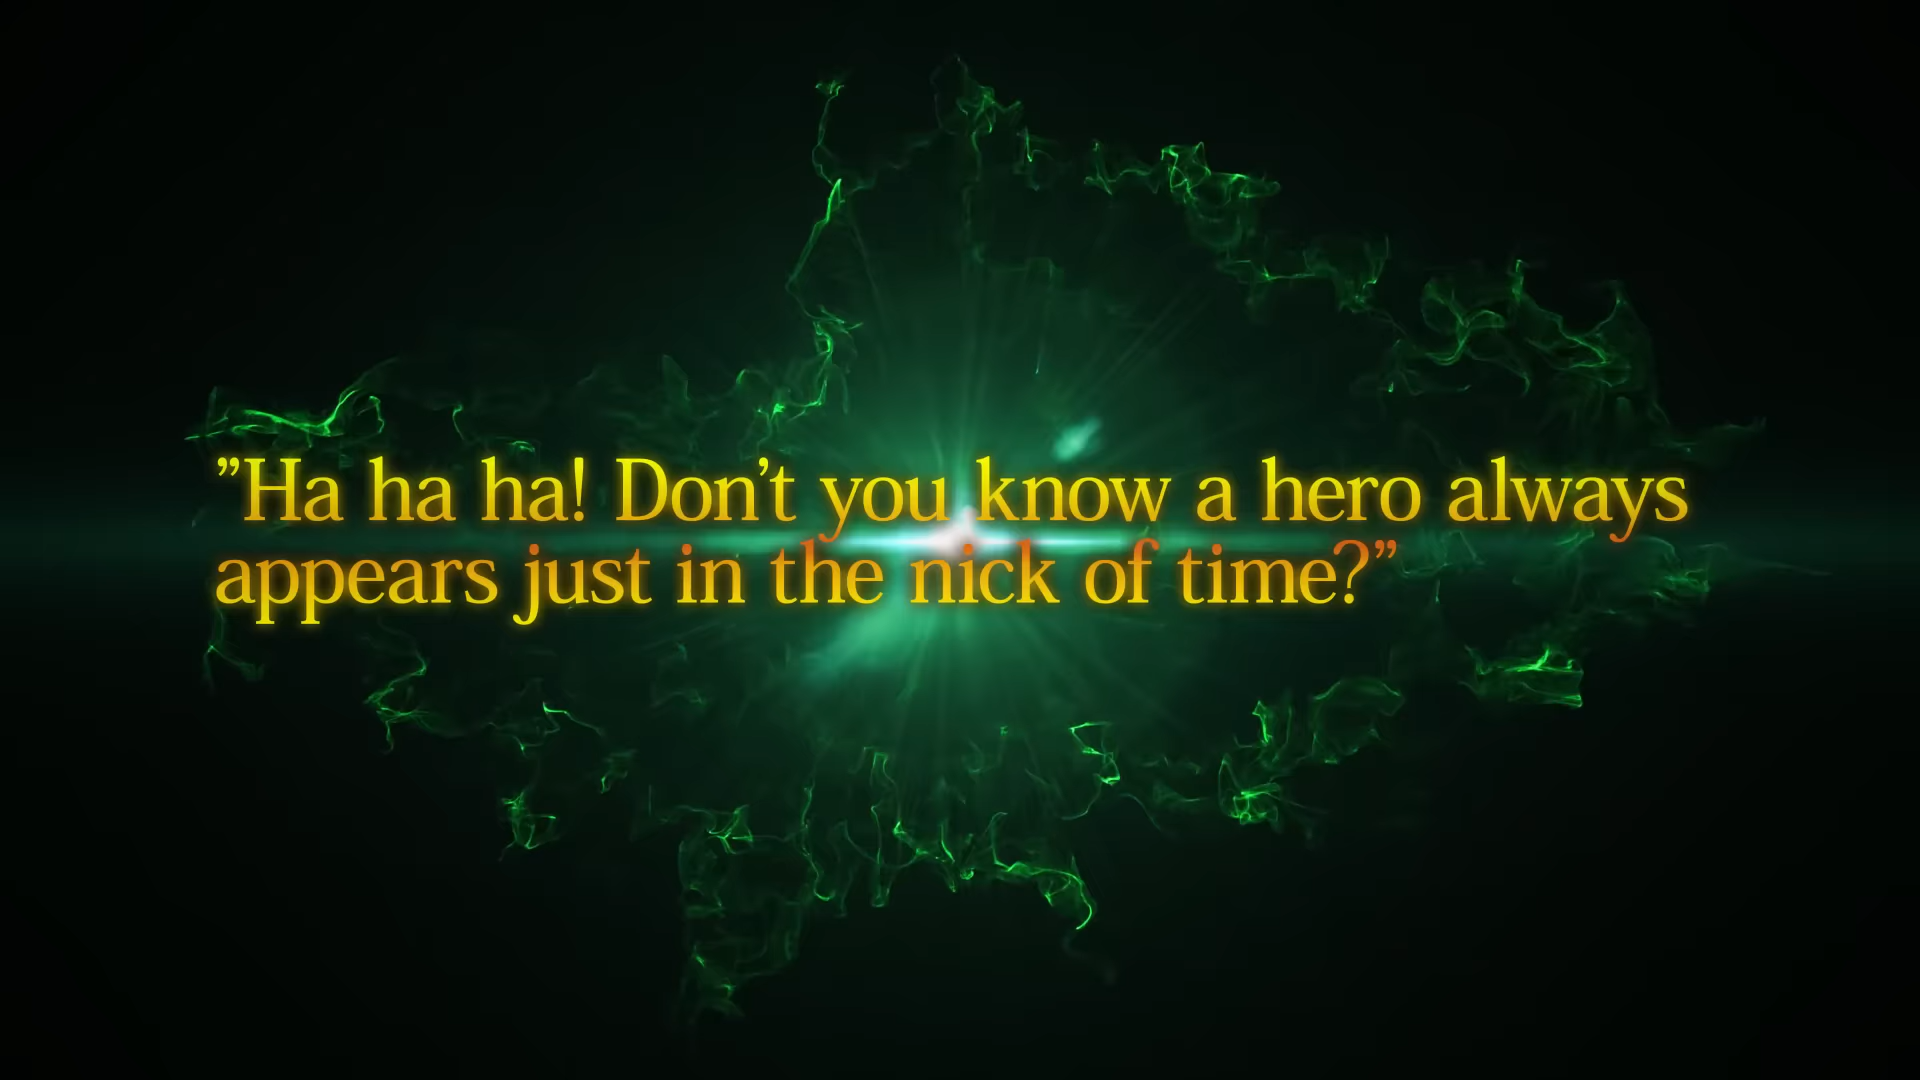 ”Ha ha ha! Don’t you know a hero always
appears just in the nick of time?”